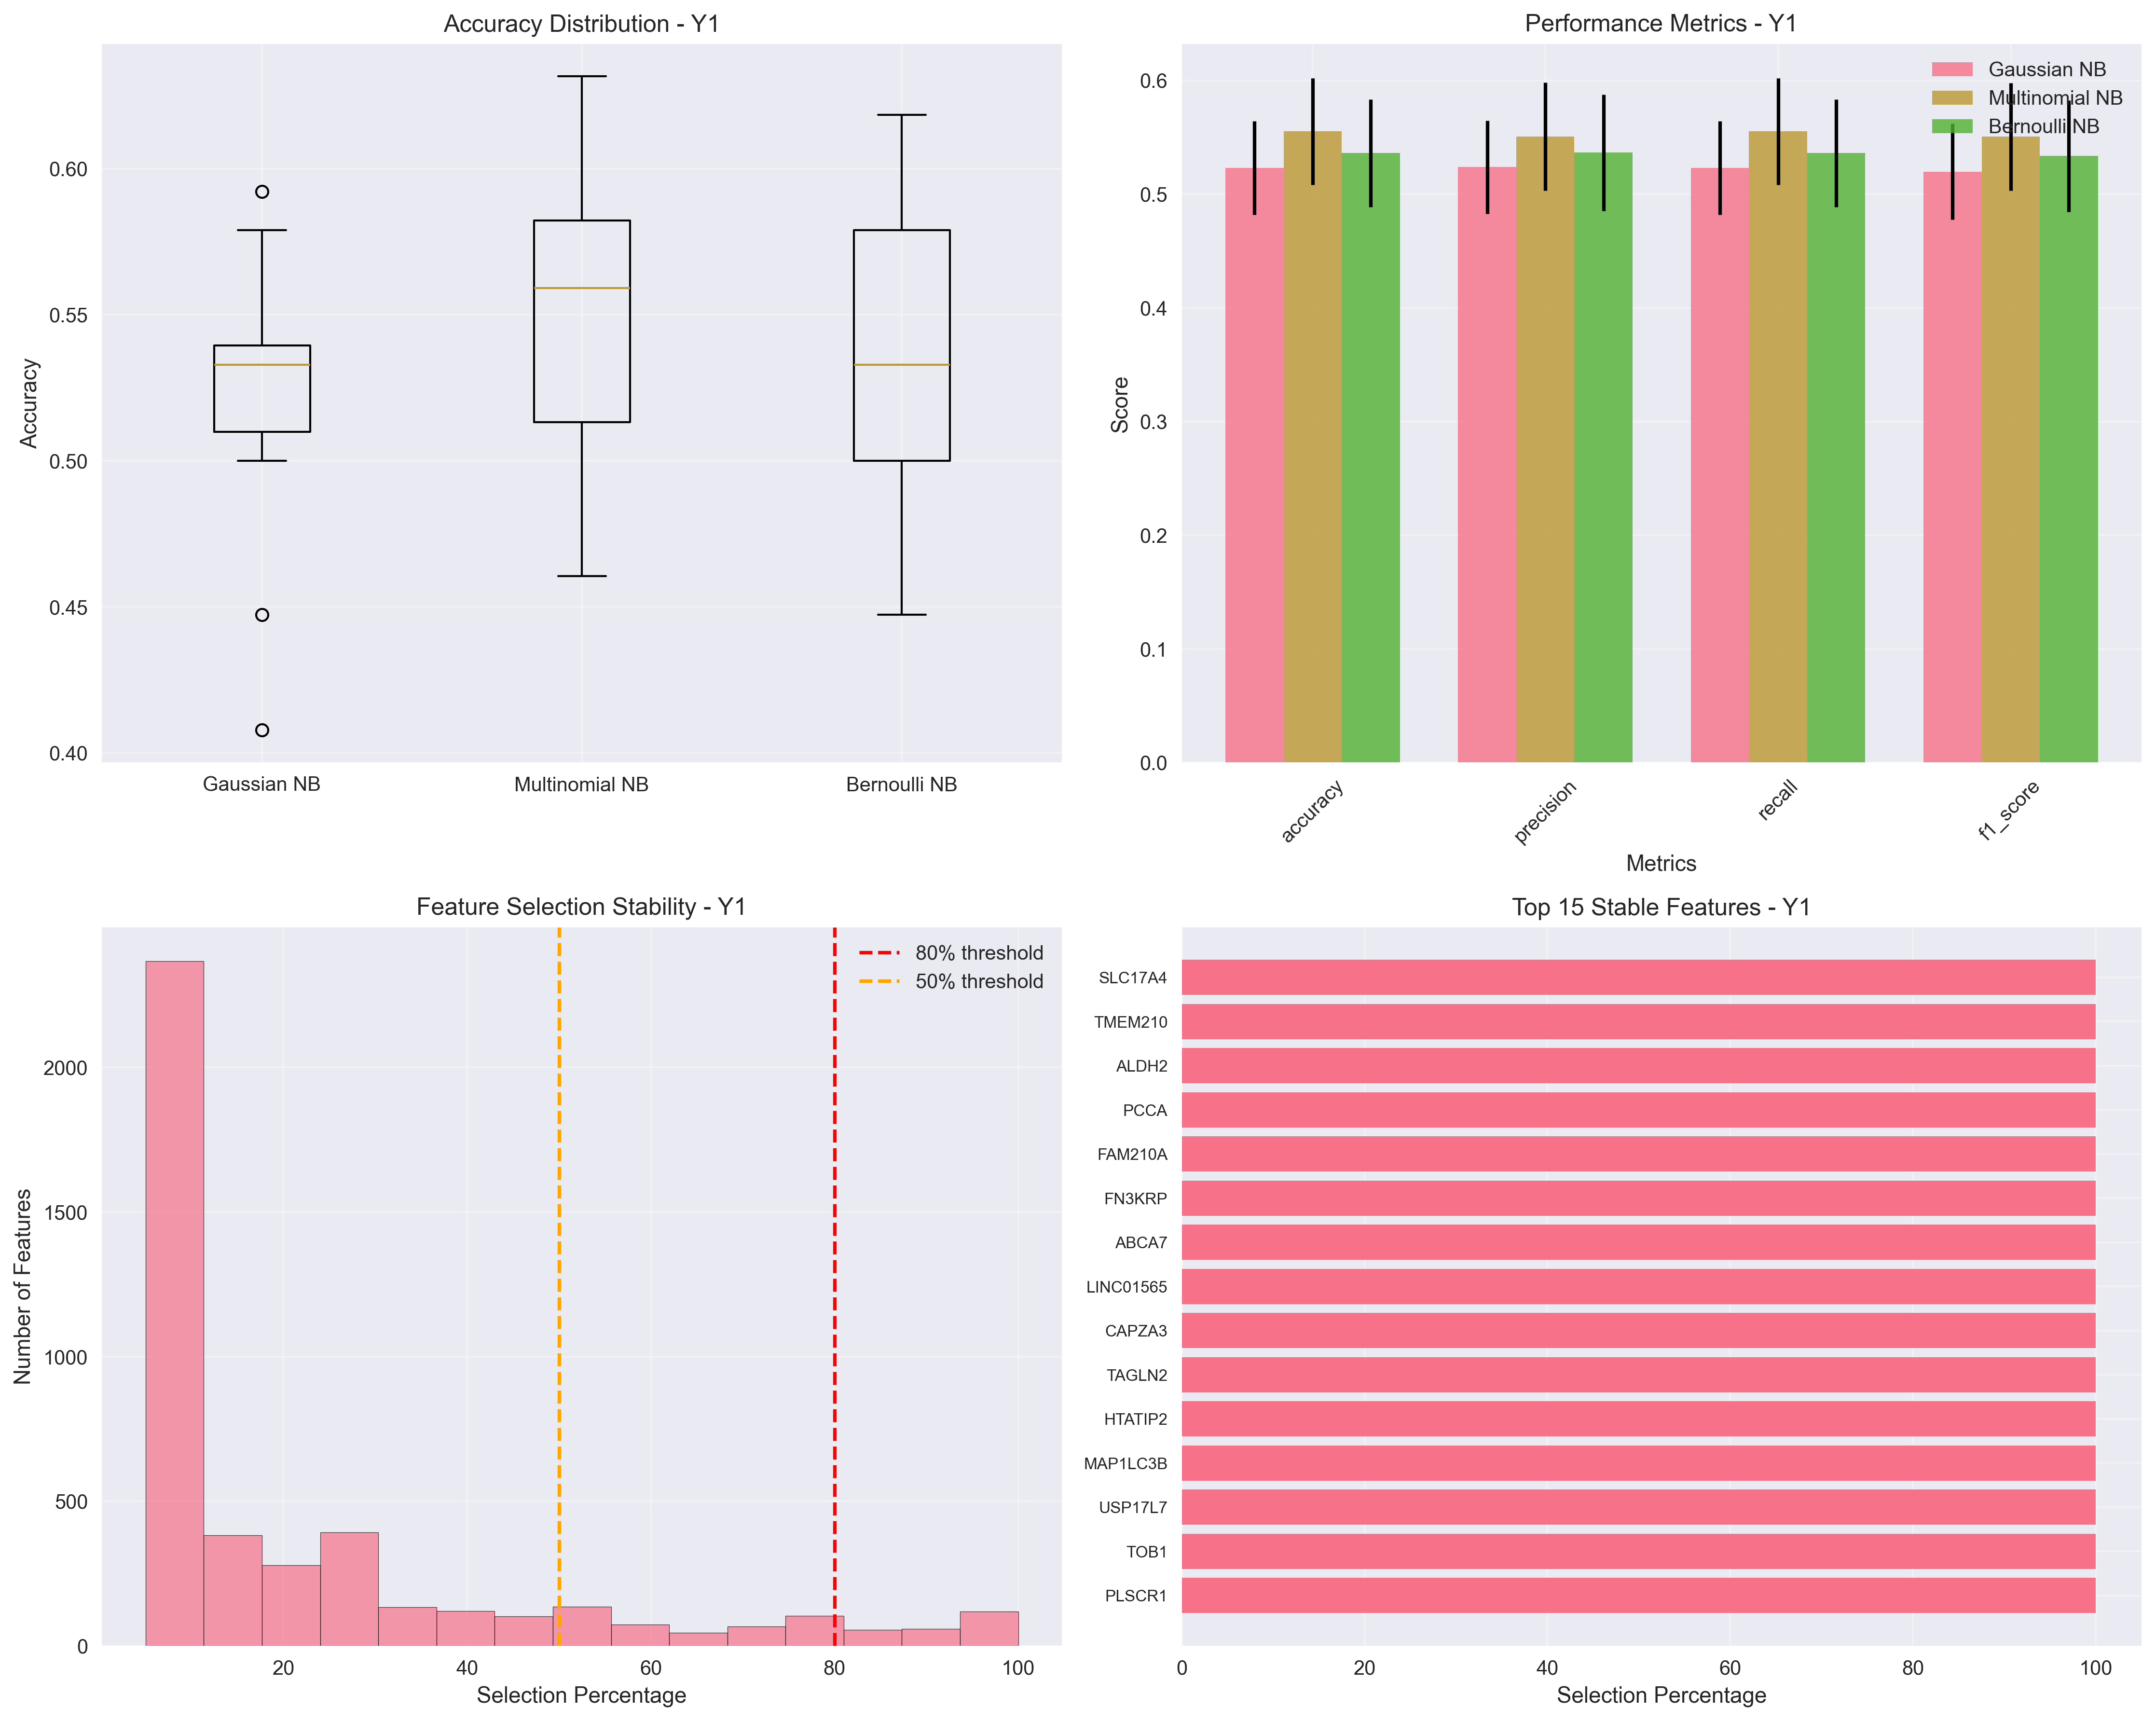 Accuracy Distribution - Y1
Accuracy
0.60
0.55
0.50
0.45
0.40
Gaussian NB
Multinomial NB
Bernoulli NB
Performance Metrics - Y1
Gaussian NB
Multinomial NB
Bernoulli NB
Score
0.6
0.5
0.4
0.3
0.2
0.1
0.0
accuracy
precision
recall
f1_score
Metrics
Feature Selection Stability - Y1
80% threshold
50% threshold
Number of Features
2000
1500
1000
500
0
20
40
60
80
100
Selection Percentage
Top 15 Stable Features - Y1
SLC17A4
TMEM210
ALDH2
PCCA
FAM210A
FN3KRP
ABCA7
LINC01565
CAPZA3
TAGLN2
HTATIP2
MAP1LC3B
USP17L7
TOB1
PLSCR1
0
20
40
60
80
100
Selection Percentage